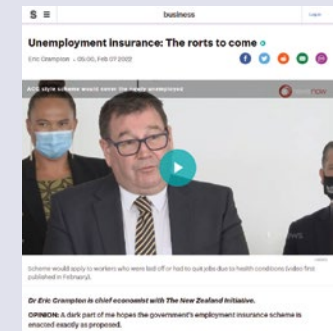 S ≡ business Login
Unemployment insurance: The rorts to come
Eric Crampton . 05:00, Feb 07 2022
ACC style scheme would cover the newly unemployed
Scheme would apply to workers who were laid off or had to quit jobs due to health conditions (video first
published in February).
Dr Eric Crampton is chief economist with The New Zealand Initiative.
OPINION: A dark part of me hopes the government's employment insurance scheme is
enacted exactly as proposed.